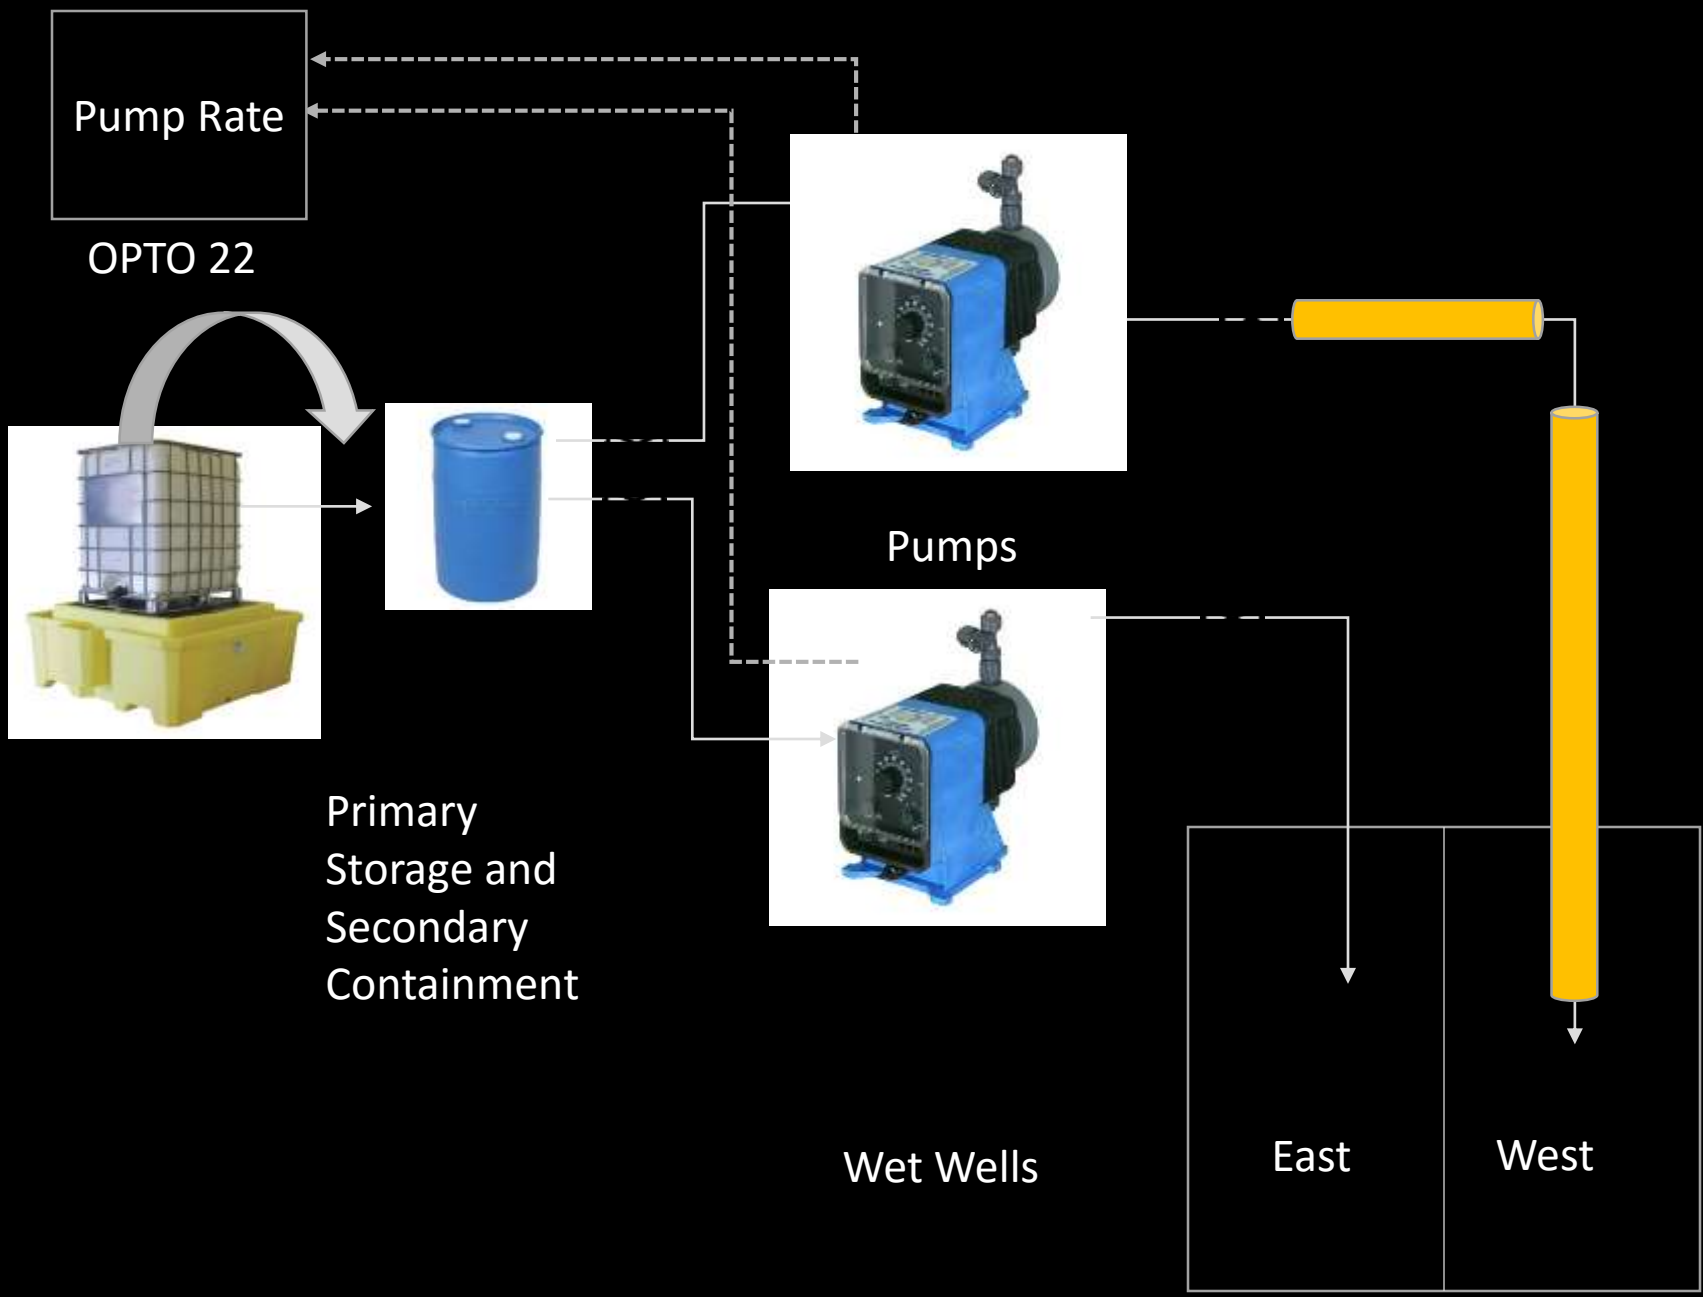 Pump Rate
OPTO 22
Pumps
Primary
Storage and
Secondary
Containment
Wet Wells
East
West